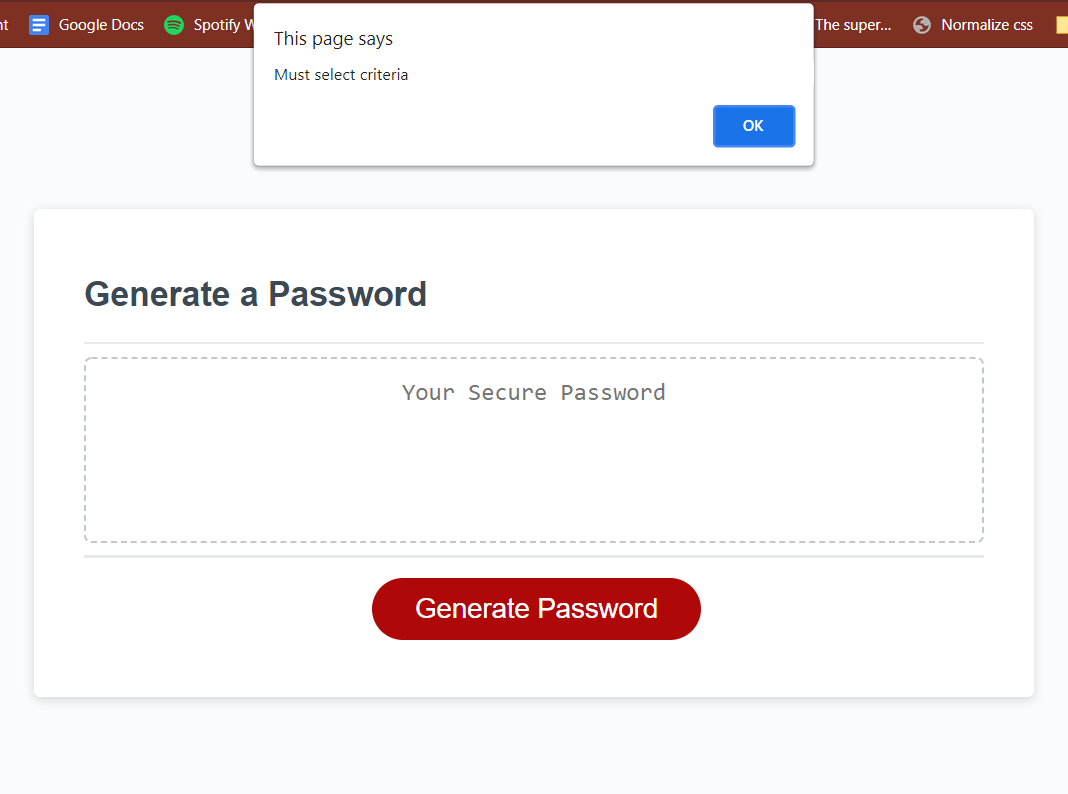 nt Google Docs Spotify W The super... Normalize css
This page says
Must select criteria
OK
Generate a Password
Your Secure Password
Generate Password